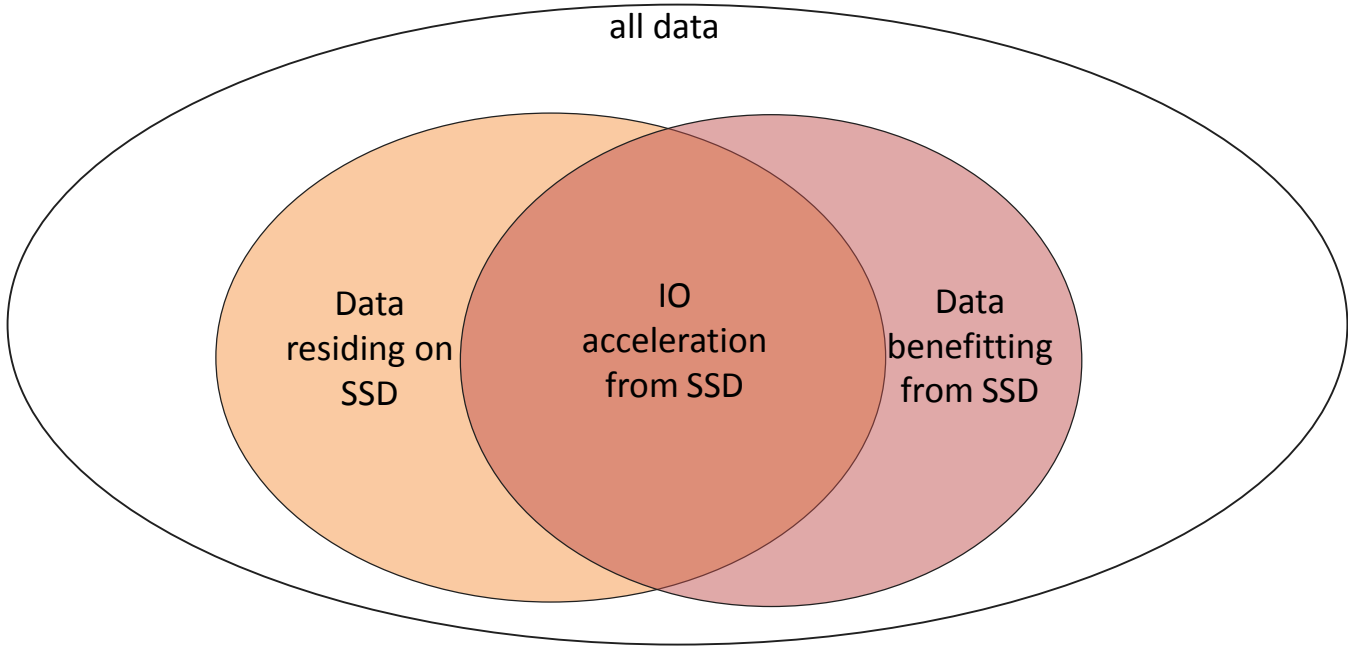 all data
Data
residing on
SSD
IO
acceleration
from SSD
Data
benefitting
from SSD